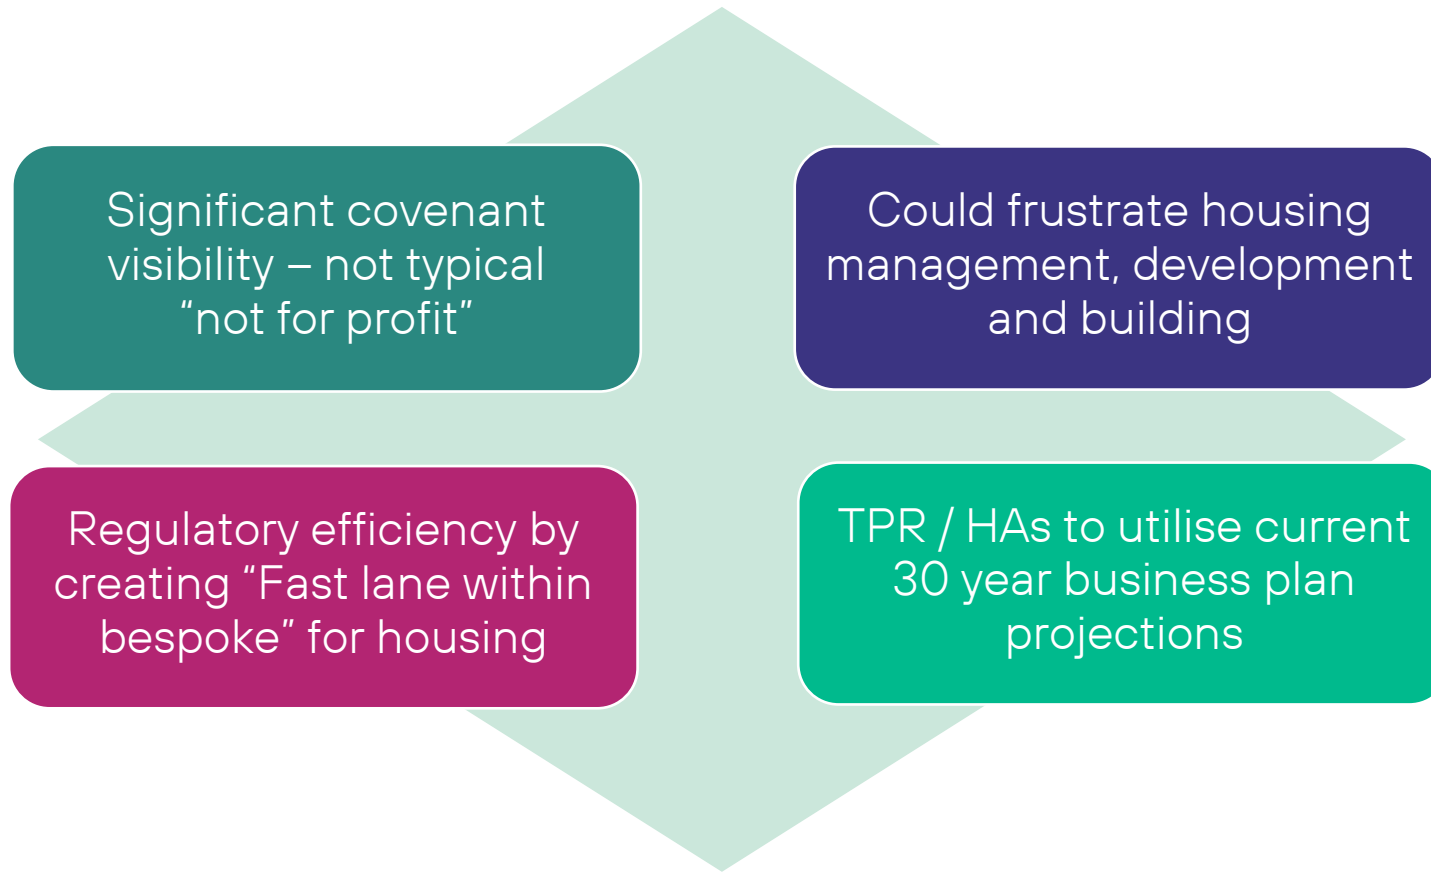 Significant covenant
visibility – not typical
“not for profit”
Could frustrate housing
management, development
and building
Regulatory efficiency by
creating “Fast lane within
bespoke” for housing
TPR / HAs to utilise current
30 year business plan
projections